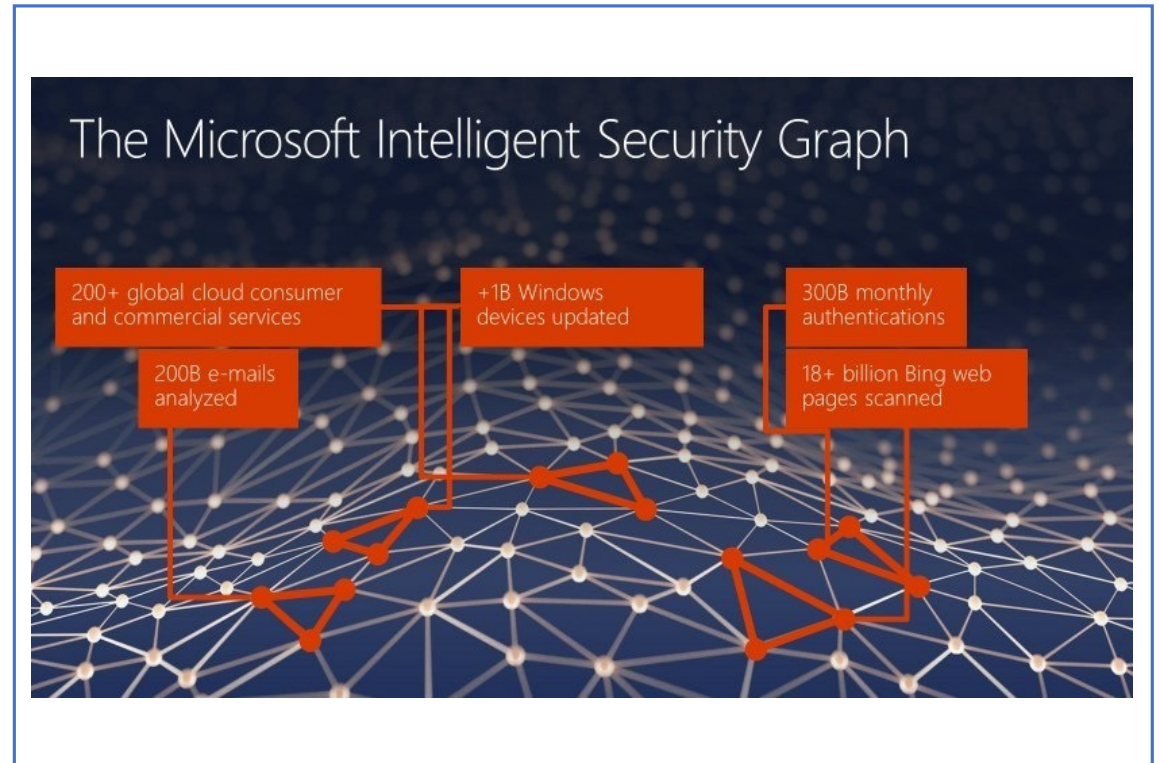 The Microsoft Intelligent Security Graph
200+ global cloud consumer
and commercial services
200B e-mails
analyzed
+1B Windows
devices updated
300B monthly
authentications
18+ billion Bing web
pages scanned